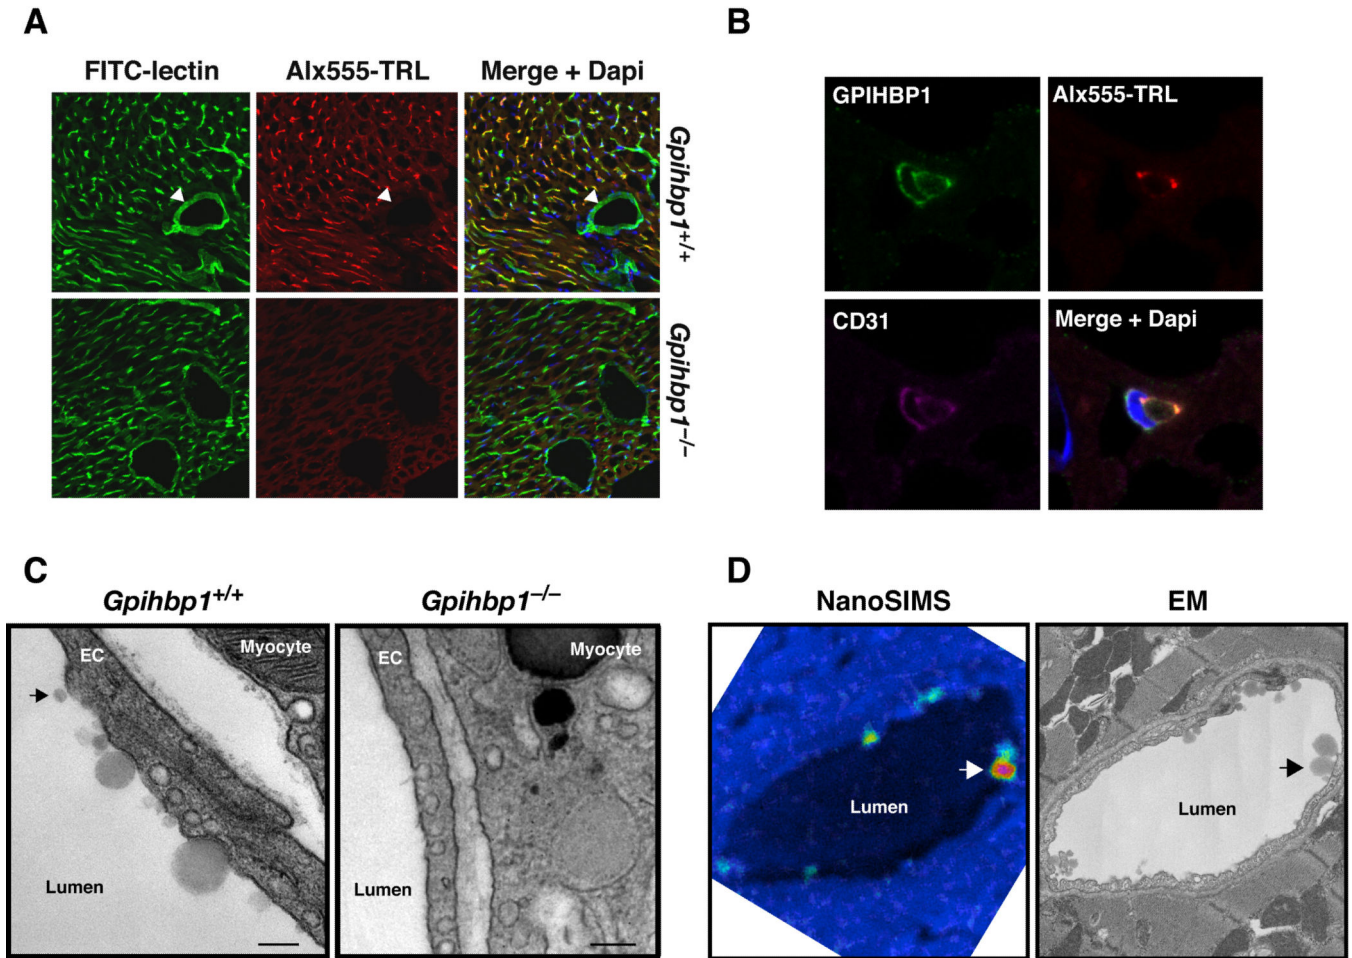 A
FITC-lectin
Alx555-TRL
Merge + Dapi
Gpihbp1+/+
Gpihbp1–/–
B
GPIHBP1
Alx555-TRL
CD31
Merge + Dapi
C
Gpihbp1+/+
Gpihbp1–/–
EC
Myocyte
Lumen
EC
Myocyte
Lumen
D
NanoSIMS
EM
Lumen
Lumen